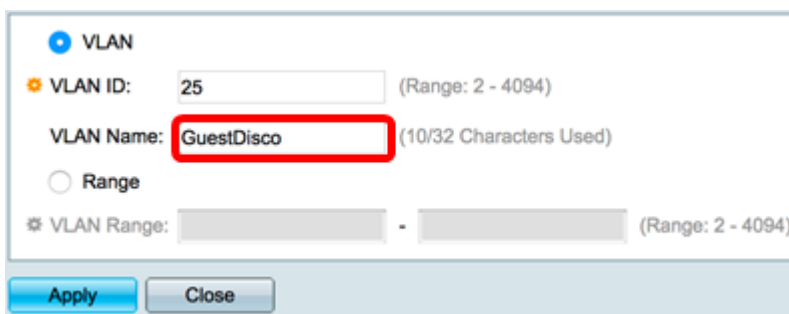 VLAN
VLAN ID: 25 (Range: 2 - 4094)
VLAN Name: GuestDisco (10/32 Characters Used)
Range
VLAN Range: - (Range: 2 - 4094)
Apply Close